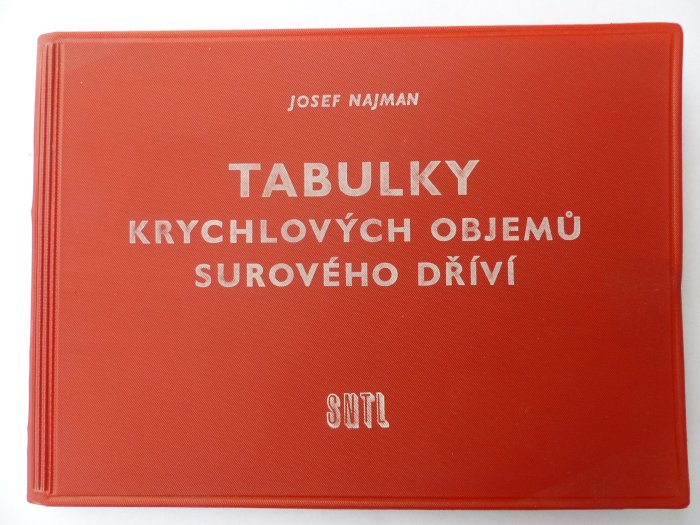 JOSEF NAJMAN
TABULKY
KRYCHLOVÝCH OBJEMŮ
SUROVÉHO DŘÍVÍ
SNTL